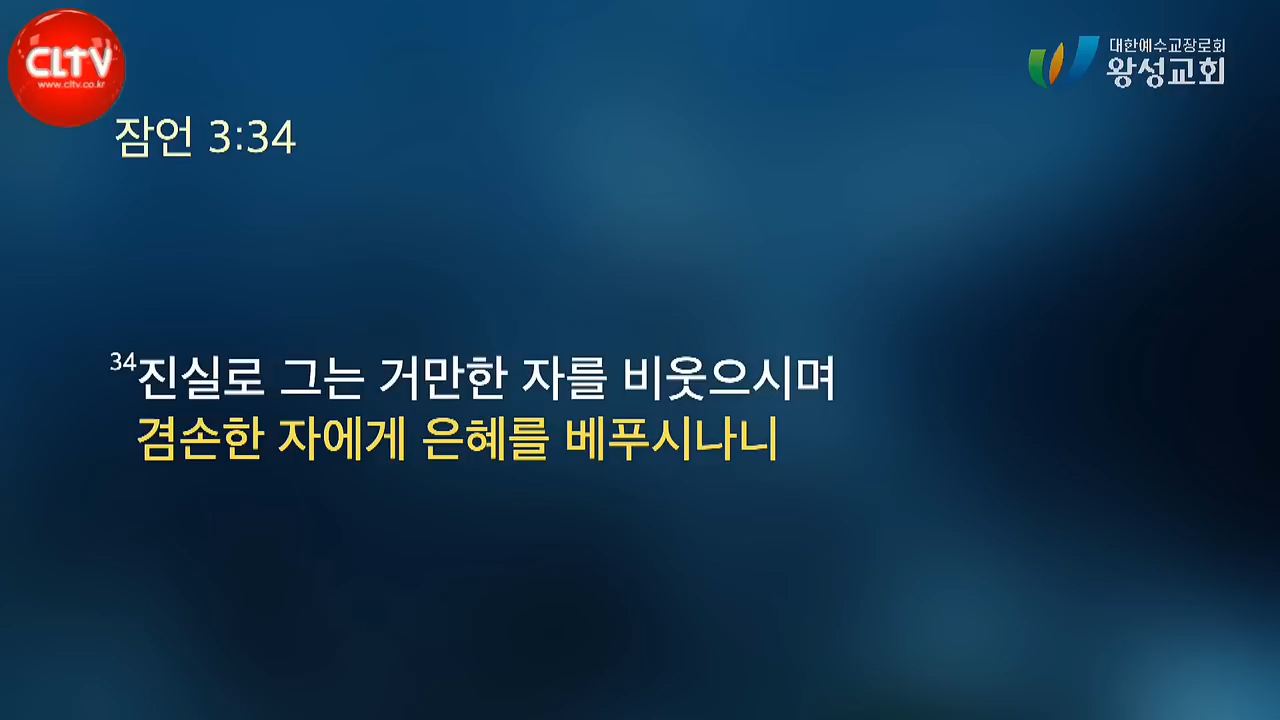 CLTV
www.cltv.co.kr
대한예수교장로회
왕성교회
잠언 3:34
34진실로 그는 거만한 자를 비웃으시며
겸손한 자에게 은혜를 베푸시나니